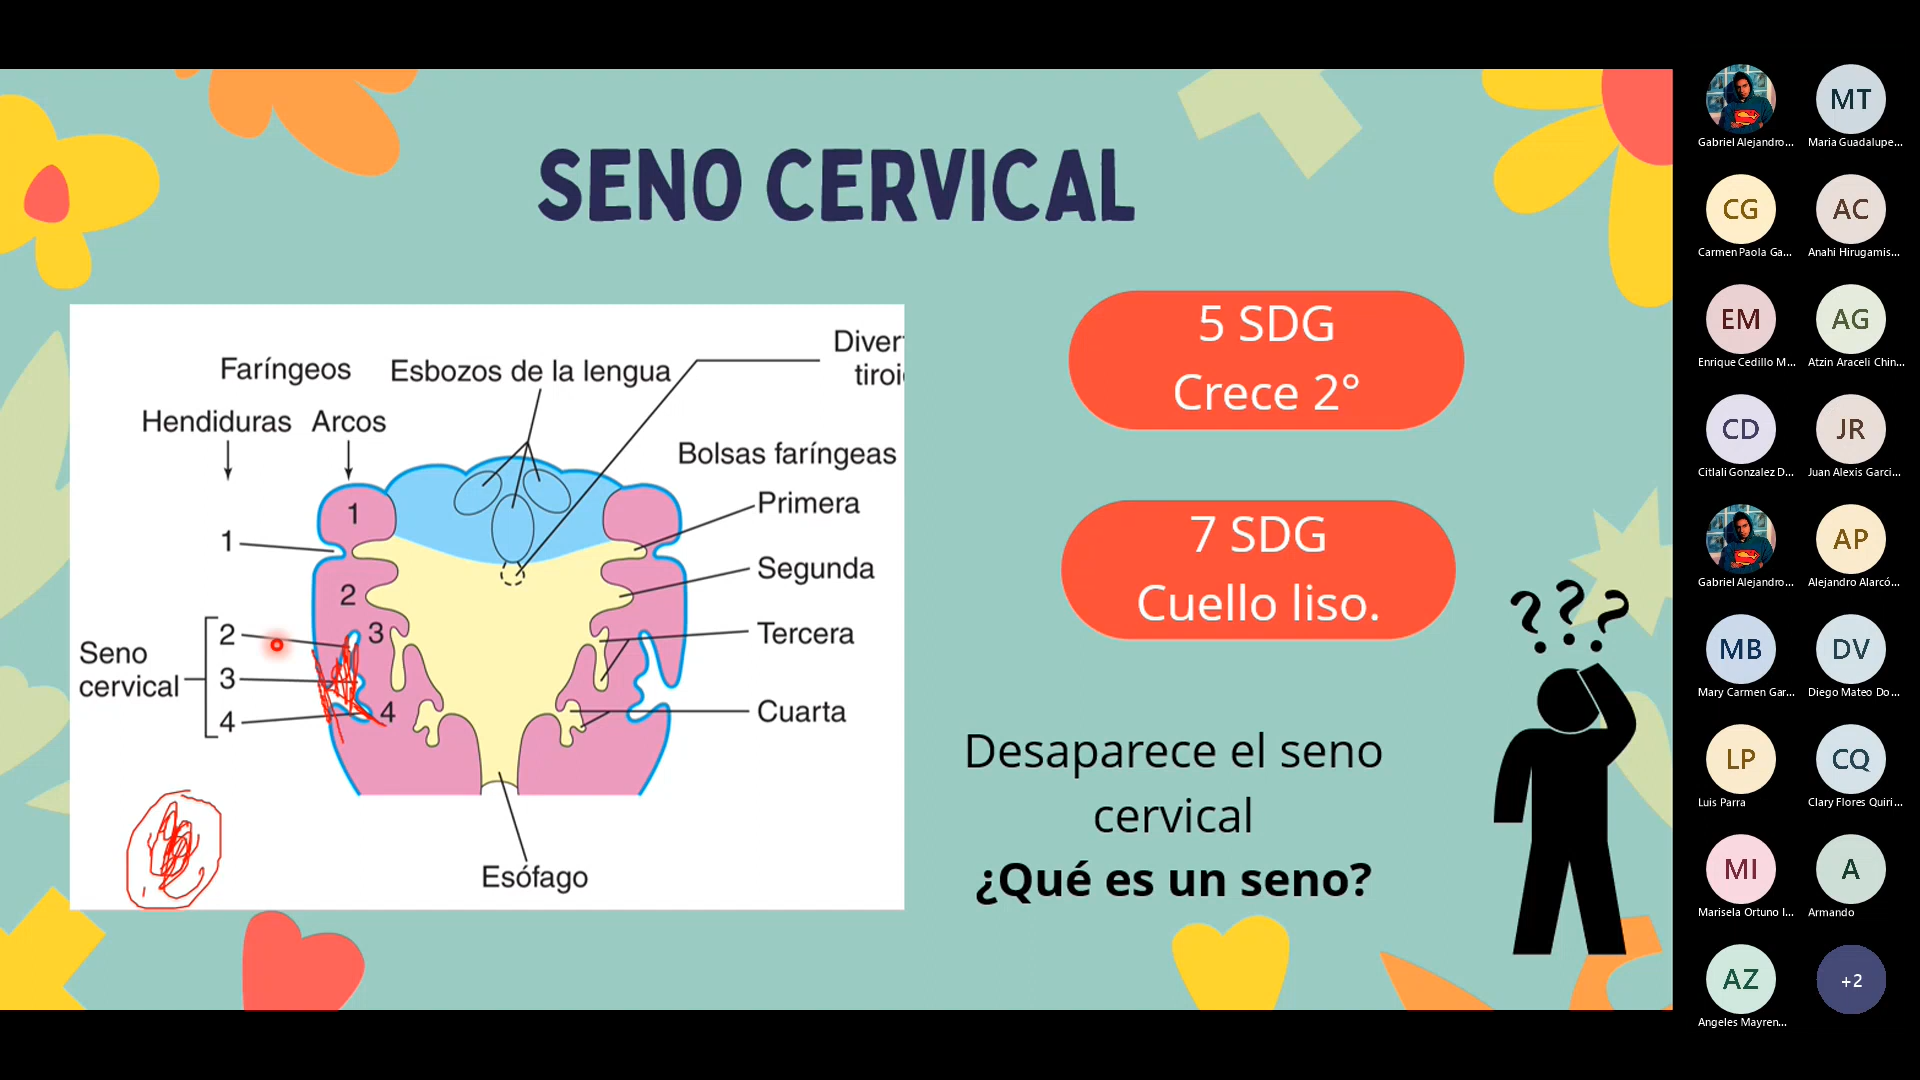 SENO CERVICAL
Faríngeos
Hendiduras
Arcos
Esbozos de la lengua
Diver
tiroi
Bolsas faríngeas
Primera
Segunda
Tercera
Cuarta
1
2
3
4
1
2
3
4
Seno
cervical
Esófago
5 SDG
Crece 2°
7 SDG
Cuello liso.
Desaparece el seno
cervical
¿Qué es un seno?
? ? ?
Gabriel Alejandro...
MT
Maria Guadalupe...
CG
Carmen Paola Ga...
AC
Anahi Hirugamis...
EM
Enrique Cedillo M...
AG
Atzin Araceli Chin...
CD
Citlali Gonzalez D...
JR
Juan Alexis Garci...
Gabriel Alejandro...
AP
Alejandro Alarcó...
MB
Mary Carmen Gar...
DV
Diego Mateo Do...
LP
Luis Parra
CQ
Clary Flores Quiri...
MI
Marisela Ortuno I...
A
Armando
AZ
Angeles Mayren...
+2